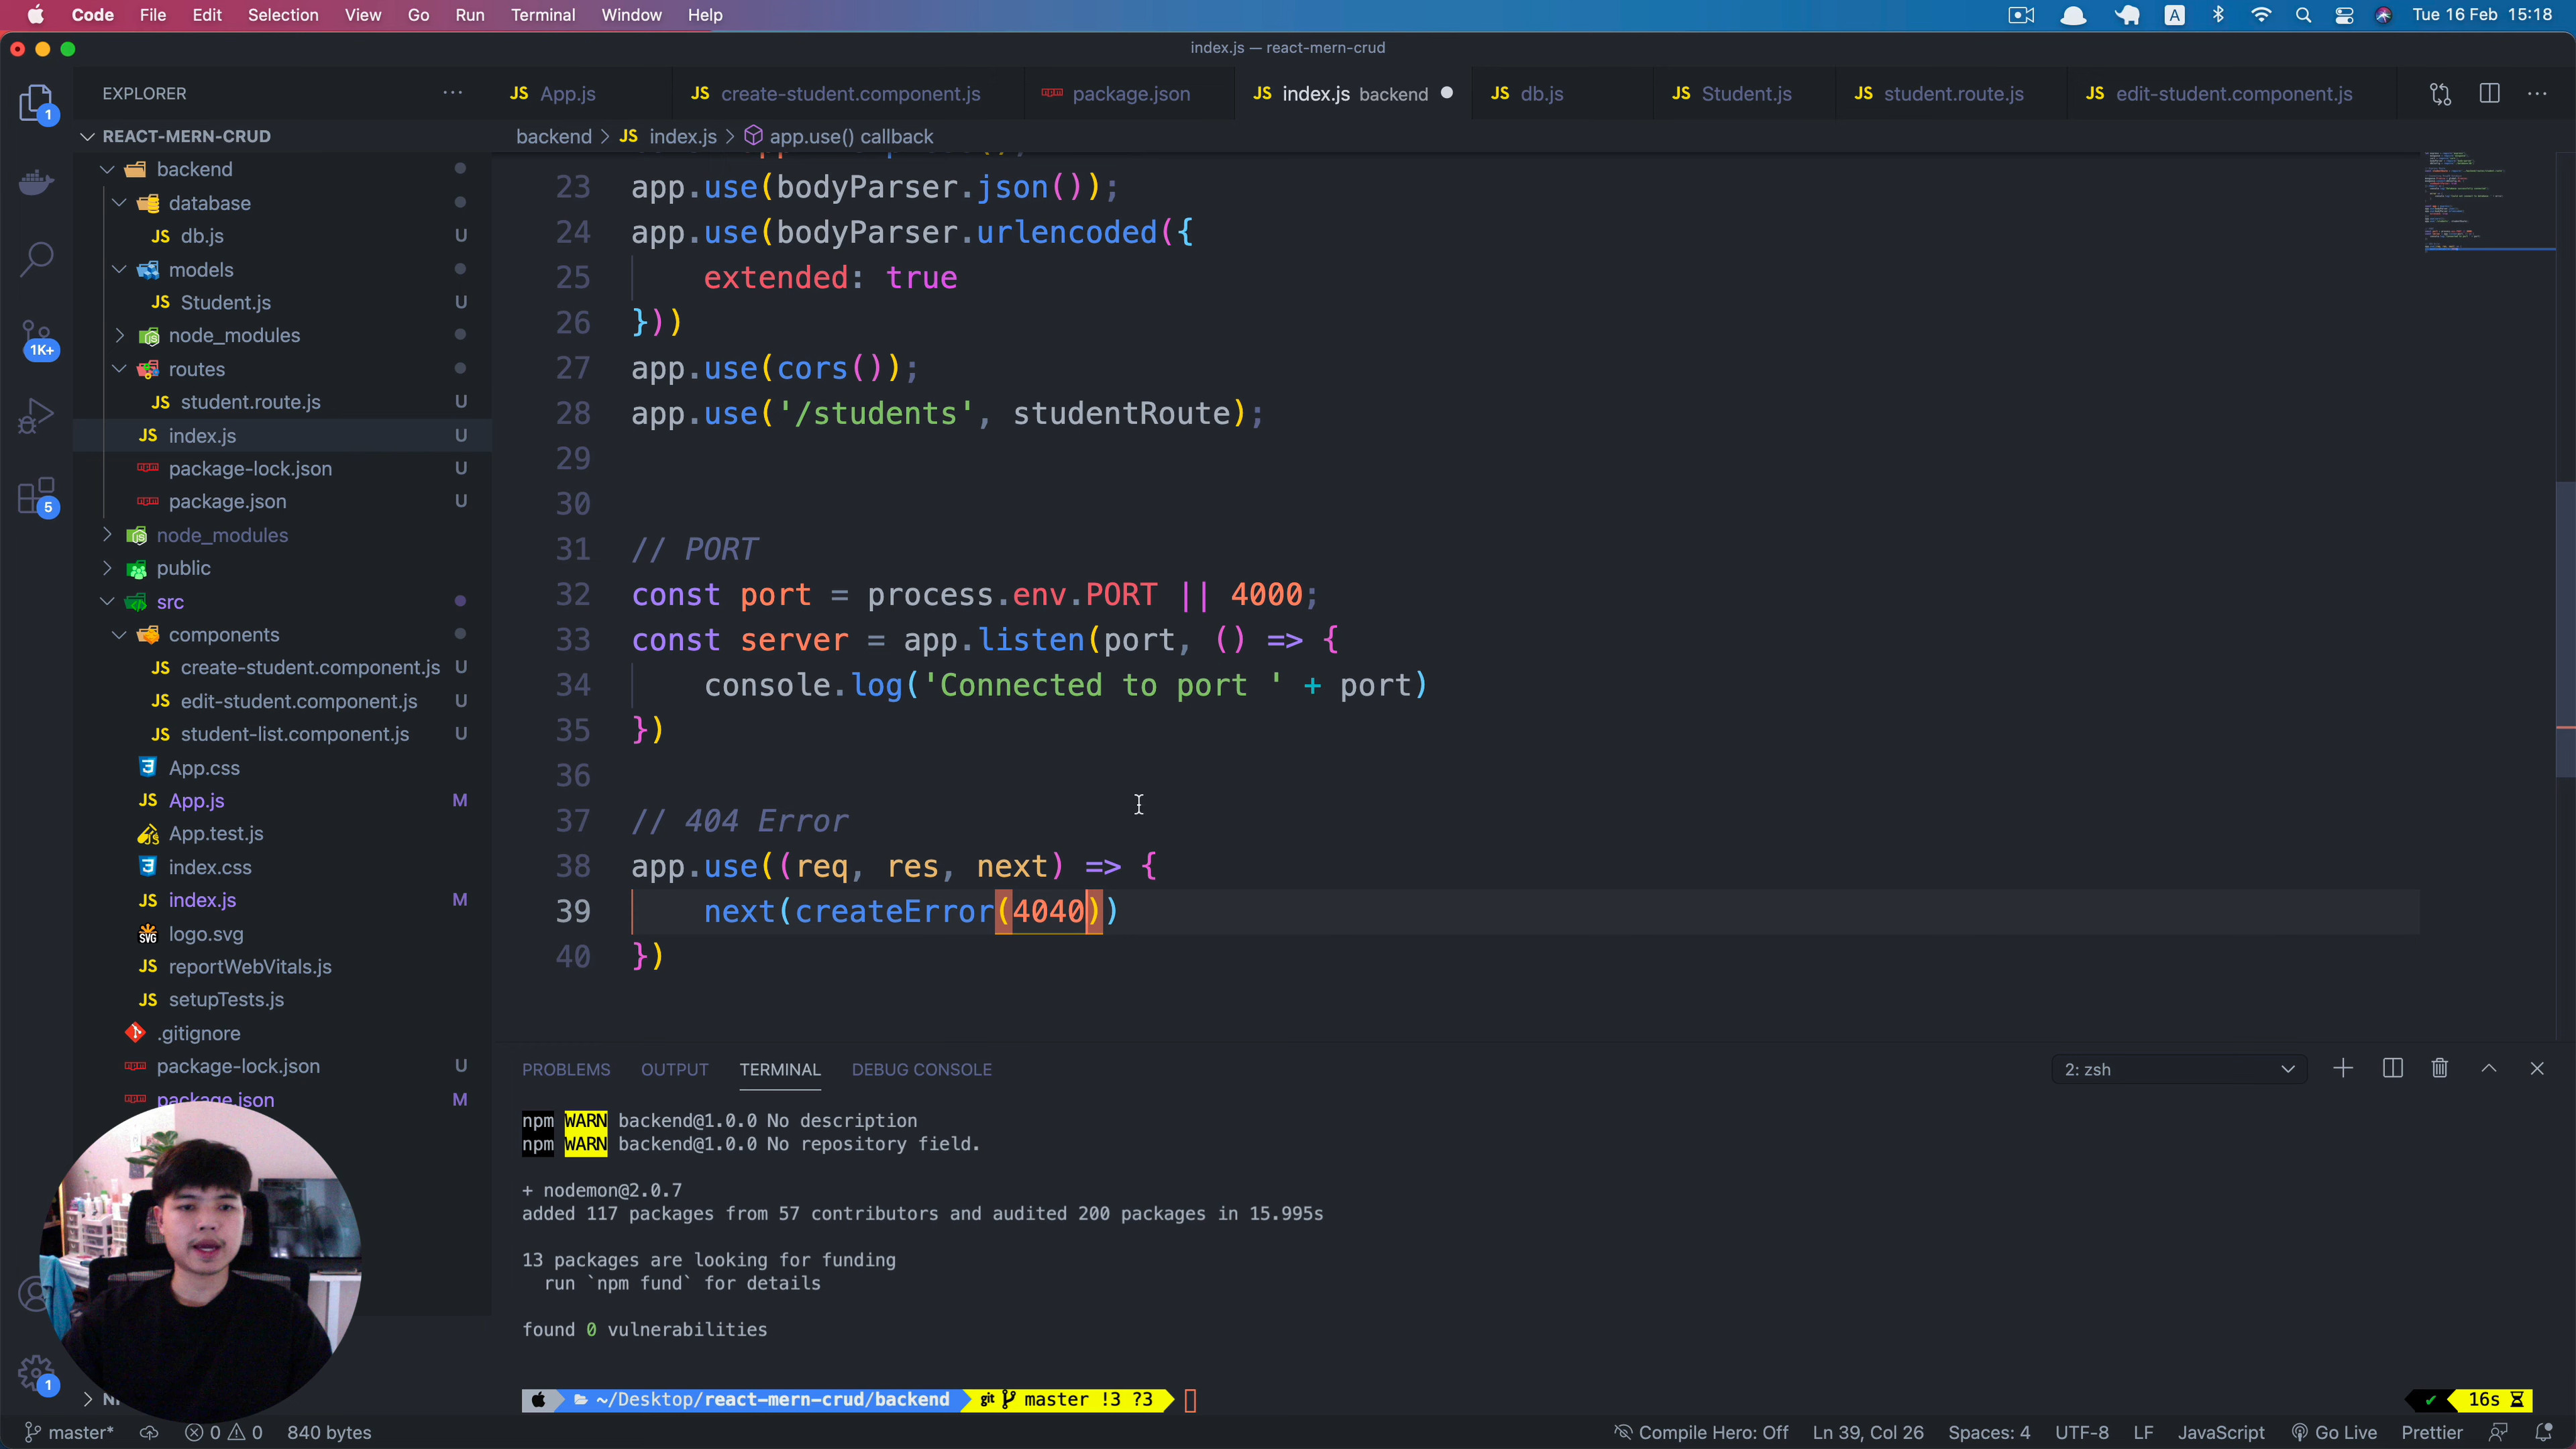 Code File Edit Selection View Go Run Terminal Window Help
A
Tue 16 Feb 15:18
index.js — react-mern-crud
EXPLORER
JS App.js
JS create-student.component.js
npm package.json
JS index.js backend
JS db.js
JS Student.js
JS student.route.js
JS edit-student.component.js
1
1K+
5
REACT-MERN-CRUD
backend
database
JS db.js U
models
JS Student.js U
node_modules
routes
JS student.route.js U
JS index.js U
npm package-lock.json U
npm package.json U
node_modules
public
src
components
JS create-student.component.js U
JS edit-student.component.js U
JS student-list.component.js U
App.css
JS App.js M
App.test.js
index.css
JS index.js M
SVG logo.svg
JS reportWebVitals.js
JS setupTests.js
.gitignore
npm package-lock.json U
npm package.json M
1
backend > JS index.js > app.use() callback
23 app.use(bodyParser.json());
24 app.use(bodyParser.urlencoded({
25 extended: true
26 }))
27 app.use(cors());
28 app.use('/students', studentRoute);
29
30
31 // PORT
32 const port = process.env.PORT || 4000;
33 const server = app.listen(port, () => {
34 console.log('Connected to port ' + port)
35 })
36
37 // 404 Error
38 app.use((req, res, next) => {
39 next(createError(4040))
40 })
PROBLEMS OUTPUT TERMINAL DEBUG CONSOLE
2: zsh
npm WARN backend@1.0.0 No description
npm WARN backend@1.0.0 No repository field.
+ nodemon@2.0.7
added 117 packages from 57 contributors and audited 200 packages in 15.995s
13 packages are looking for funding
run `npm fund` for details
found 0 vulnerabilities
~/Desktop/react-mern-crud/backend git master !3 ?3
✔ 16s
master* 0 0 840 bytes
Compile Hero: Off Ln 39, Col 26 Spaces: 4 UTF-8 LF JavaScript Go Live Prettier